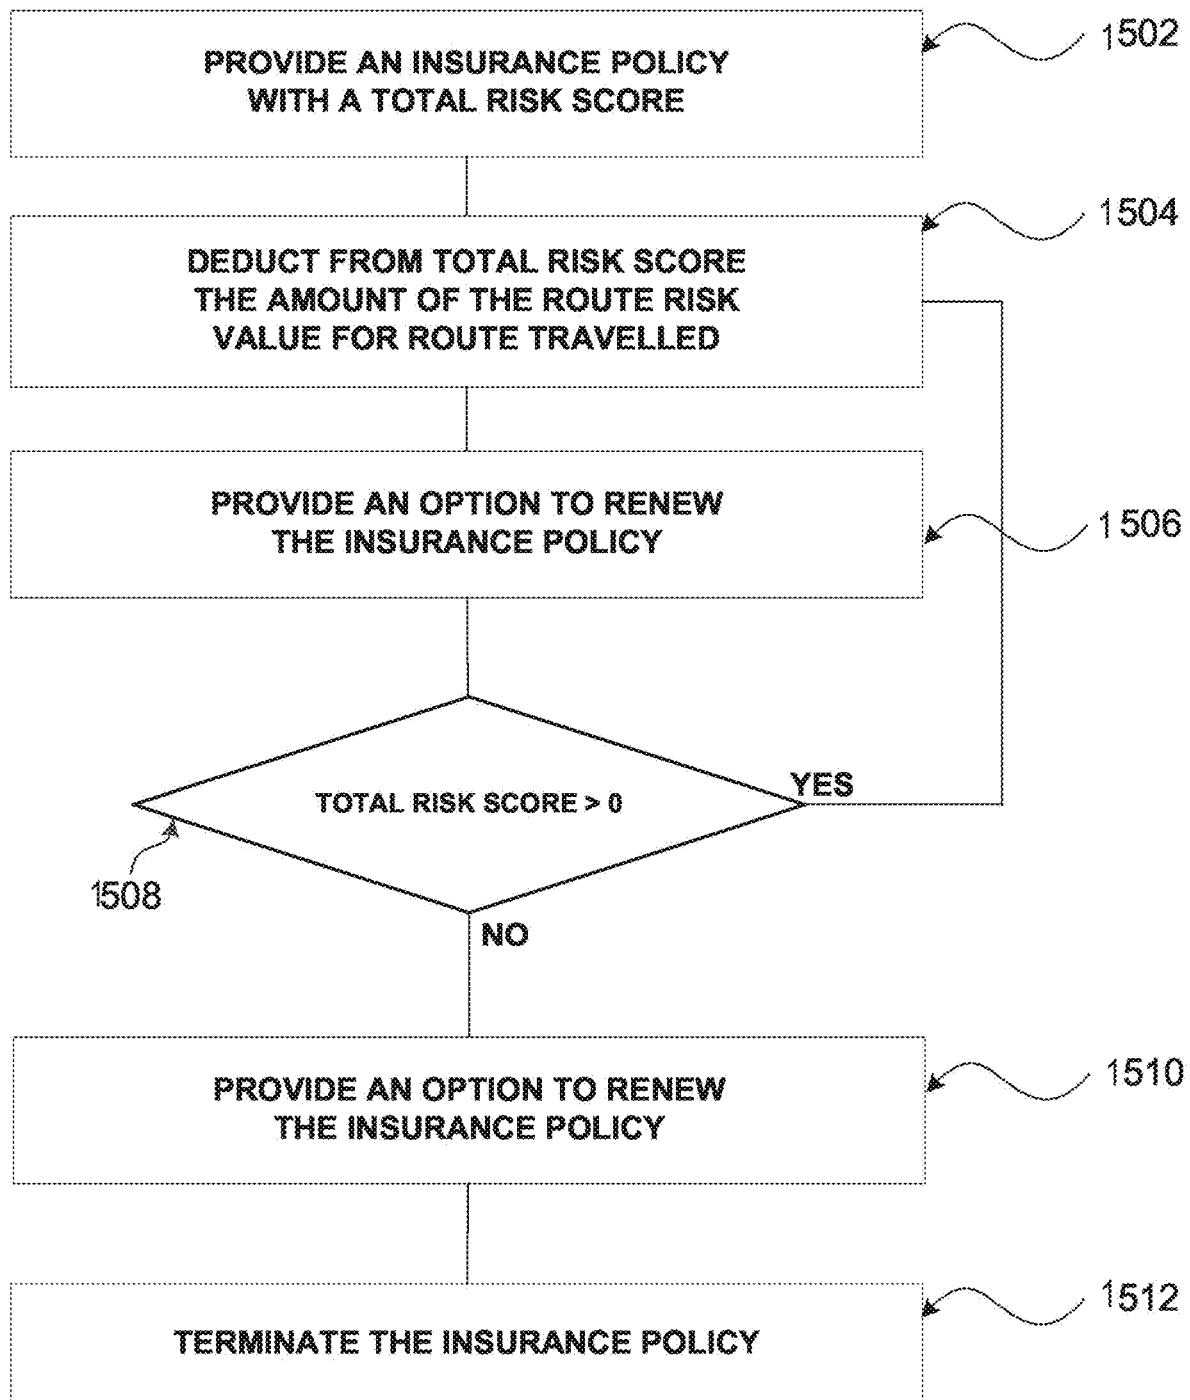 1502
PROVIDE AN INSURANCE POLICY
WITH A TOTAL RISK SCORE
1504
DEDUCT FROM TOTAL RISK SCORE
THE AMOUNT OF THE ROUTE RISK
VALUE FOR ROUTE TRAVELLED
PROVIDE AN OPTION TO RENEW
THE INSURANCE POLICY
1506
YES
TOTAL RISK SCORE > 0
1508
NO
PROVIDE AN OPTION TO RENEW
THE INSURANCE POLICY
1510
1512
TERMINATE THE INSURANCE POLICY